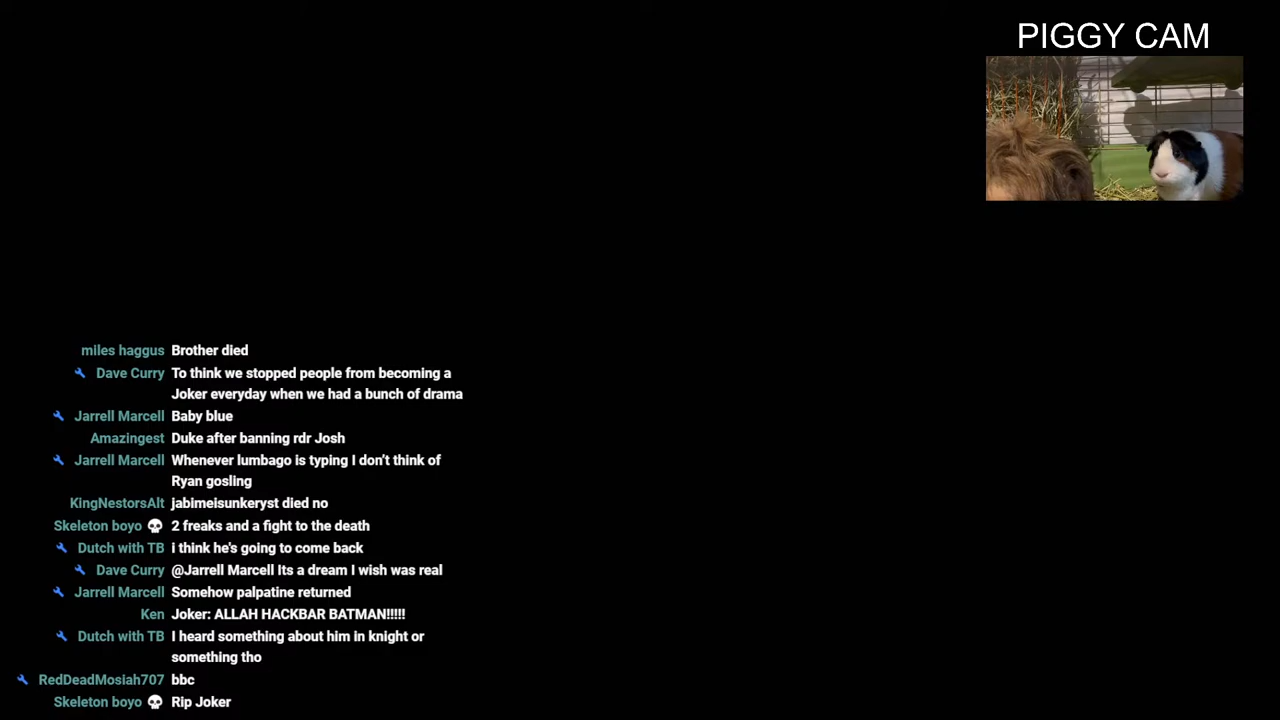 PIGGY CAM
miles haggus Brother died
Dave Curry To think we stopped people from becoming a
Joker everyday when we had a bunch of drama
Jarrell Marcell Baby blue
Amazingest Duke after banning rdr Josh
Jarrell Marcell Whenever lumbago is typing I don’t think of
Ryan gosling
KingNestorsAlt jabimeisunkeryst died no
Skeleton boyo 💀 2 freaks and a fight to the death
Dutch with TB i think he's going to come back
Dave Curry @Jarrell Marcell Its a dream I wish was real
Jarrell Marcell Somehow palpatine returned
Ken Joker: ALLAH HACKBAR BATMAN!!!!!
Dutch with TB I heard something about him in knight or
something tho
RedDeadMosiah707 bbc
Skeleton boyo 💀 Rip Joker